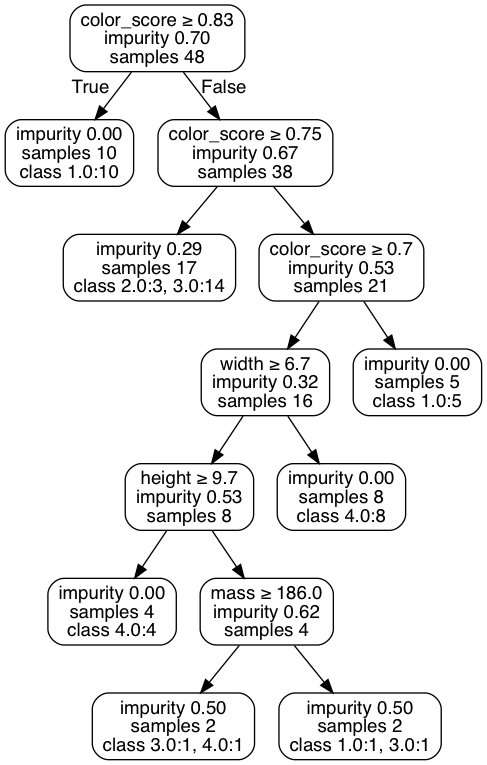 color_score ≥ 0.83
impurity 0.70
samples 48
True
False
impurity 0.00
samples 10
class 1.0:10
color_score ≥ 0.75
impurity 0.67
samples 38
impurity 0.29
samples 17
class 2.0:3, 3.0:14
color_score ≥ 0.7
impurity 0.53
samples 21
width ≥ 6.7
impurity 0.32
samples 16
impurity 0.00
samples 5
class 1.0:5
height ≥ 9.7
impurity 0.53
samples 8
impurity 0.00
samples 8
class 4.0:8
impurity 0.00
samples 4
class 4.0:4
mass ≥ 186.0
impurity 0.62
samples 4
impurity 0.50
samples 2
class 3.0:1, 4.0:1
impurity 0.50
samples 2
class 1.0:1, 3.0:1